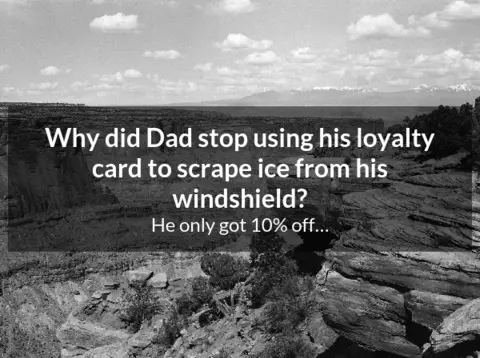 Why did Dad stop using his loyalty
card to scrape ice from his
windshield?
He only got 10% off...